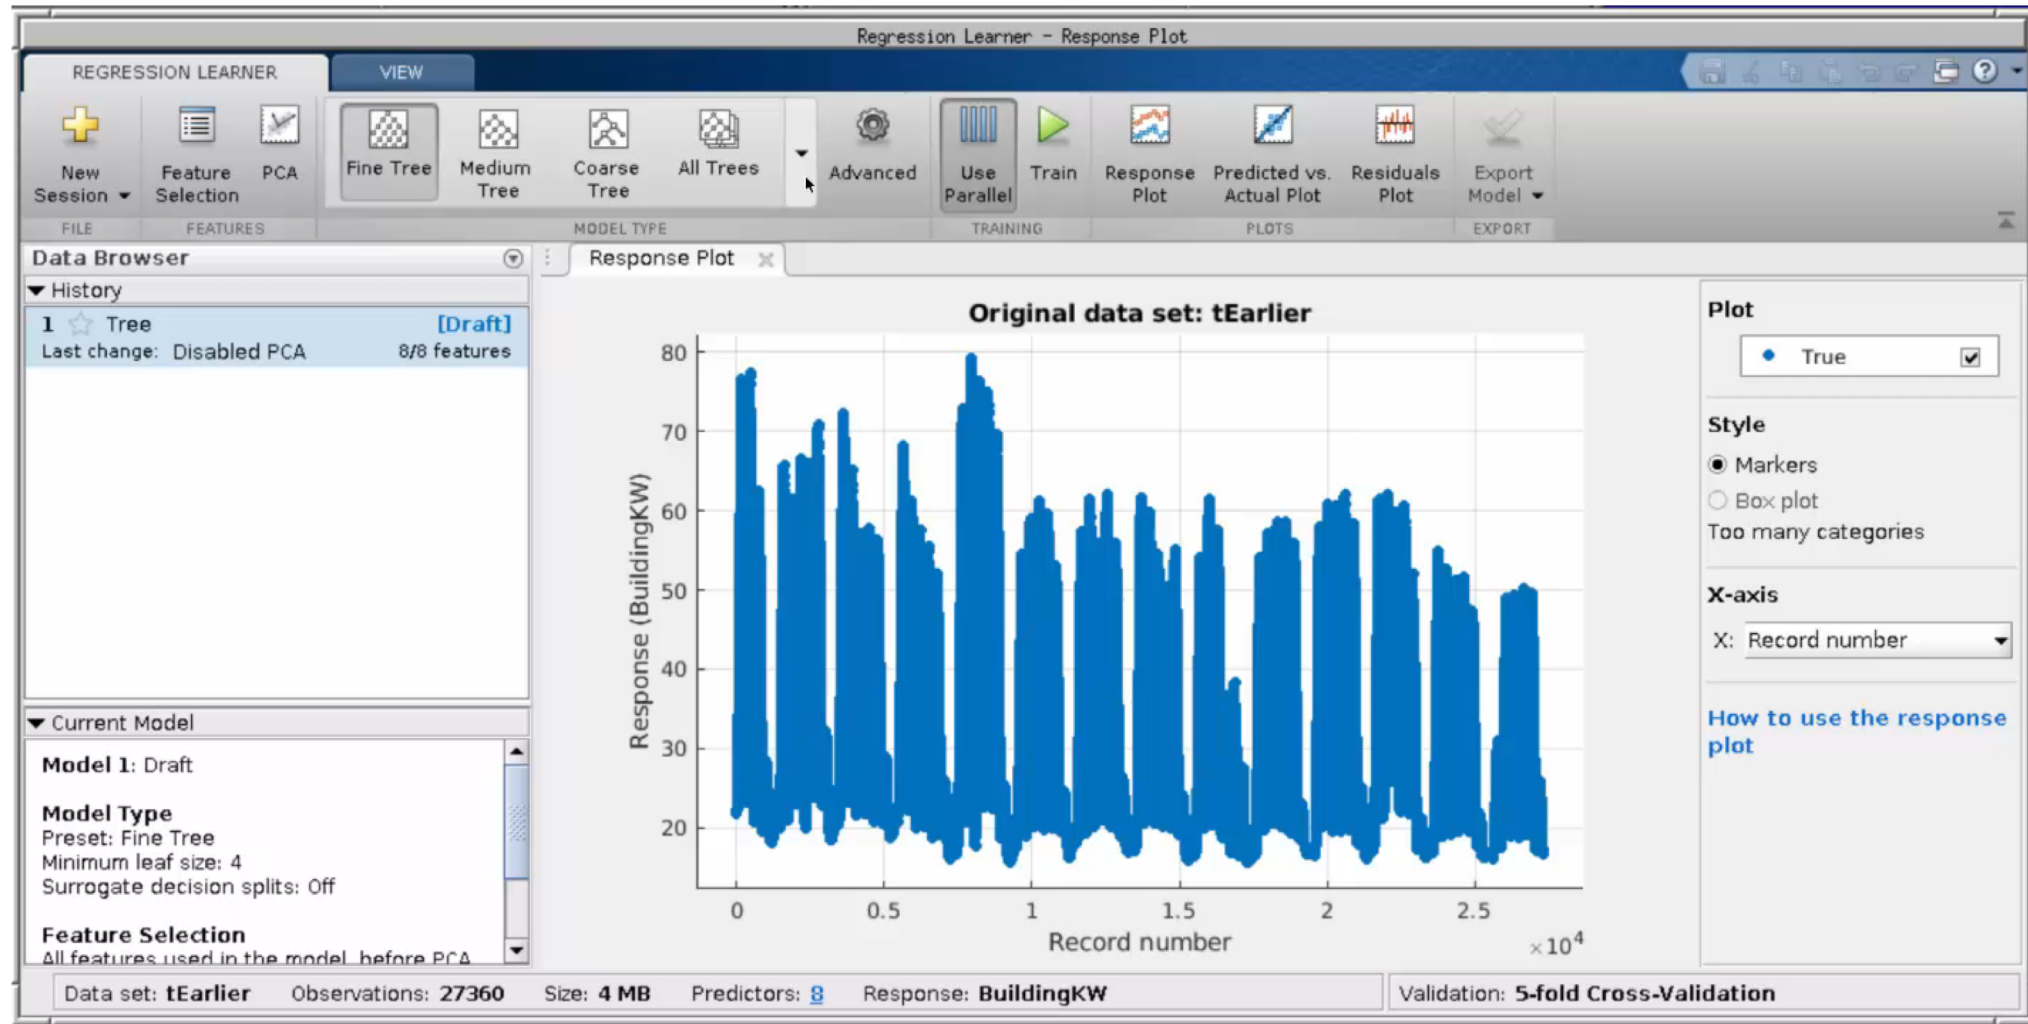 Regression Learner - Response Plot
REGRESSION LEARNER
VIEW
New Session
Feature Selection
PCA
Fine Tree
Medium Tree
Coarse Tree
All Trees
Advanced
Use Parallel
Train
Response Plot
Predicted vs. Actual Plot
Residuals Plot
Export Model
FILE
FEATURES
MODEL TYPE
TRAINING
PLOTS
EXPORT
Data Browser
History
1 Tree [Draft]
Last change: Disabled PCA 8/8 features
Current Model
Model 1: Draft
Model Type
Preset: Fine Tree
Minimum leaf size: 4
Surrogate decision splits: Off
Feature Selection
All features used in the model, before PCA
Response Plot
Original data set: tEarlier
Response (BuildingKW)
80
70
60
50
40
30
20
0 0.5 1 1.5 2 2.5
Record number
×10⁴
Plot
True
Style
Markers
Box plot
Too many categories
X-axis
X: Record number
How to use the response
plot
Data set: tEarlier Observations: 27360 Size: 4 MB Predictors: 8 Response: BuildingKW
Validation: 5-fold Cross-Validation